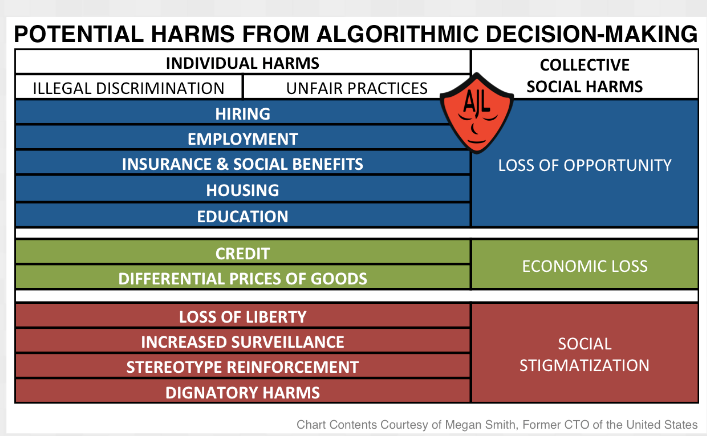 POTENTIAL HARMS FROM ALGORITHMIC DECISION-MAKING
INDIVIDUAL HARMS
COLLECTIVE
SOCIAL HARMS
ILLEGAL DISCRIMINATION
UNFAIR PRACTICES
AJL
HIRING
EMPLOYMENT
INSURANCE & SOCIAL BENEFITS
HOUSING
EDUCATION
LOSS OF OPPORTUNITY
CREDIT
DIFFERENTIAL PRICES OF GOODS
ECONOMIC LOSS
LOSS OF LIBERTY
INCREASED SURVEILLANCE
STEREOTYPE REINFORCEMENT
DIGNATORY HARMS
SOCIAL
STIGMATIZATION
Chart Contents Courtesy of Megan Smith, Former CTO of the United States